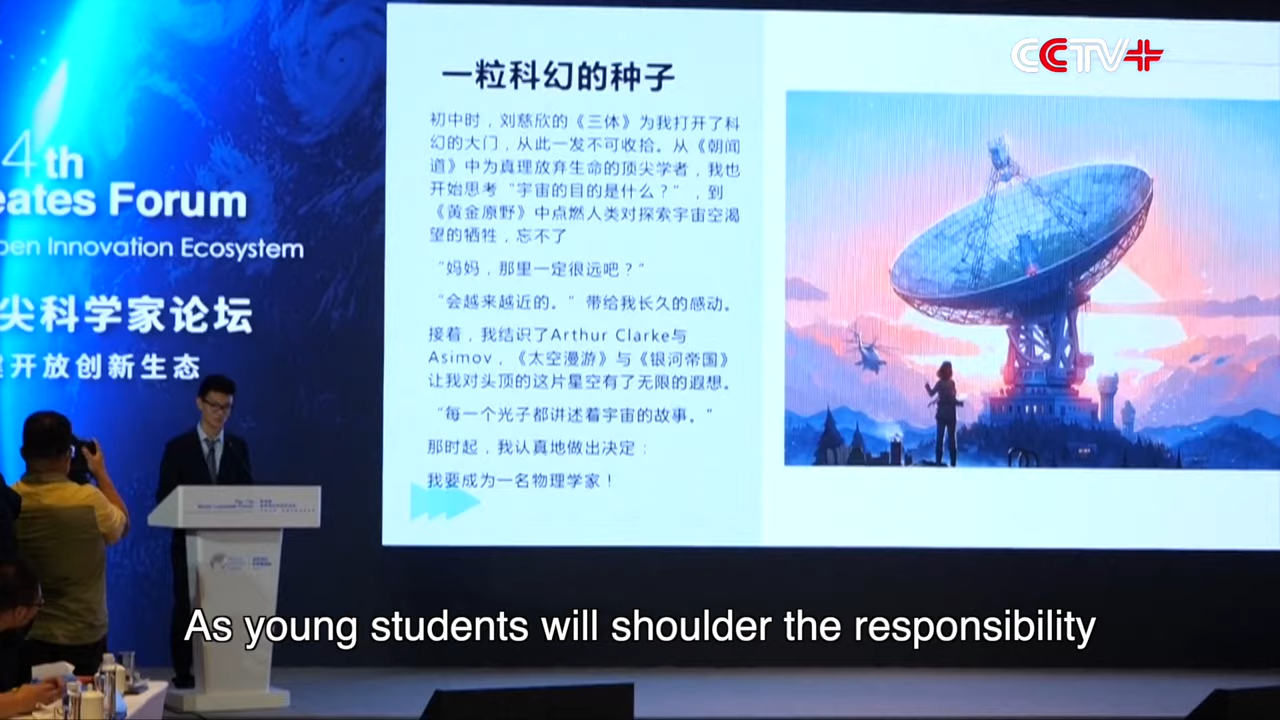 CCTV+
4th
eates Forum
pen Innovation Ecosystem
尖科学家论坛
开放创新生态
一粒科幻的种子
初中时，刘慈欣的《三体》为我打开了科
幻的大门，从此一发不可收拾。从《朝闻
道》中为真理放弃生命的顶尖学者，我也
开始思考“宇宙的目的是什么？”，到
《黄金原野》中点燃人类对探索宇宙空渴
望的牺牲，忘不了
“妈妈，那里一定很远吧？”
“会越来越近的。”带给我长久的感动。
接着，我结识了Arthur Clarke与
Asimov，《太空漫游》与《银河帝国》
让我对头顶的这片星空有了无限的遐想。
“每一个光子都讲述着宇宙的故事。”
那时起，我认真地做出决定：
我要成为一名物理学家！
As young students will shoulder the responsibility